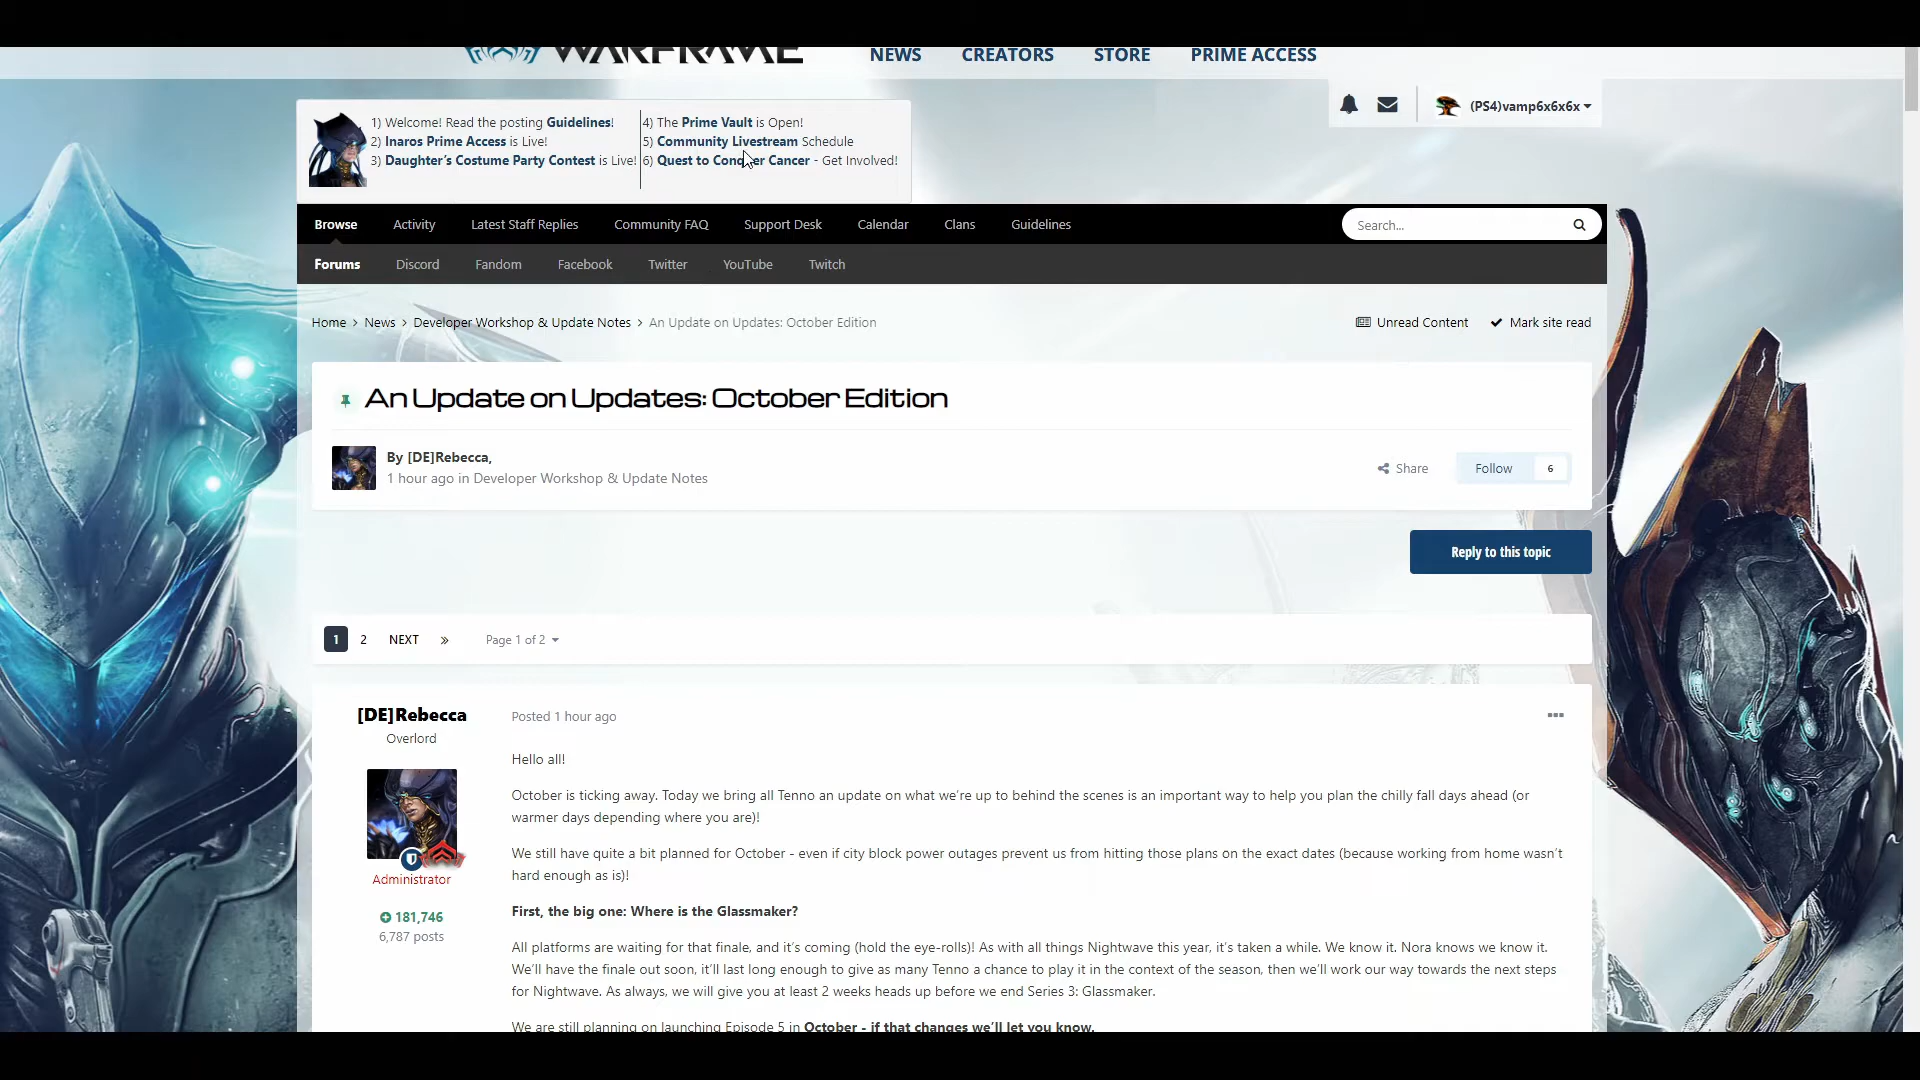 WARFRAME
NEWS CREATORS STORE PRIME ACCESS
(PS4)vamp6x6x6x
1) Welcome! Read the posting Guidelines!
2) Inaros Prime Access is Live!
3) Daughter's Costume Party Contest is Live!
4) The Prime Vault is Open!
5) Community Livestream Schedule
6) Quest to Conquer Cancer - Get Involved!
Browse Activity Latest Staff Replies Community FAQ Support Desk Calendar Clans Guidelines Search...
Forums Discord Fandom Facebook Twitter YouTube Twitch
Home > News > Developer Workshop & Update Notes > An Update on Updates: October Edition Unread Content Mark site read
An Update on Updates: October Edition
By [DE]Rebecca,
1 hour ago in Developer Workshop & Update Notes
Share Follow 6
Reply to this topic
1 2 NEXT » Page 1 of 2
[DE]Rebecca
Overlord
Administrator
181,746
6,787 posts
Posted 1 hour ago
Hello all!
October is ticking away. Today we bring all Tenno an update on what we're up to behind the scenes is an important way to help you plan the chilly fall days ahead (or
warmer days depending where you are)!
We still have quite a bit planned for October - even if city block power outages prevent us from hitting those plans on the exact dates (because working from home wasn't
hard enough as is)!
First, the big one: Where is the Glassmaker?
All platforms are waiting for that finale, and it's coming (hold the eye-rolls)! As with all things Nightwave this year, it's taken a while. We know it. Nora knows we know it.
We'll have the finale out soon, it'll last long enough to give as many Tenno a chance to play it in the context of the season, then we'll work our way towards the next steps
for Nightwave. As always, we will give you at least 2 weeks heads up before we end Series 3: Glassmaker.
We are still planning on launching Episode 5 in October - if that changes we'll let you know.